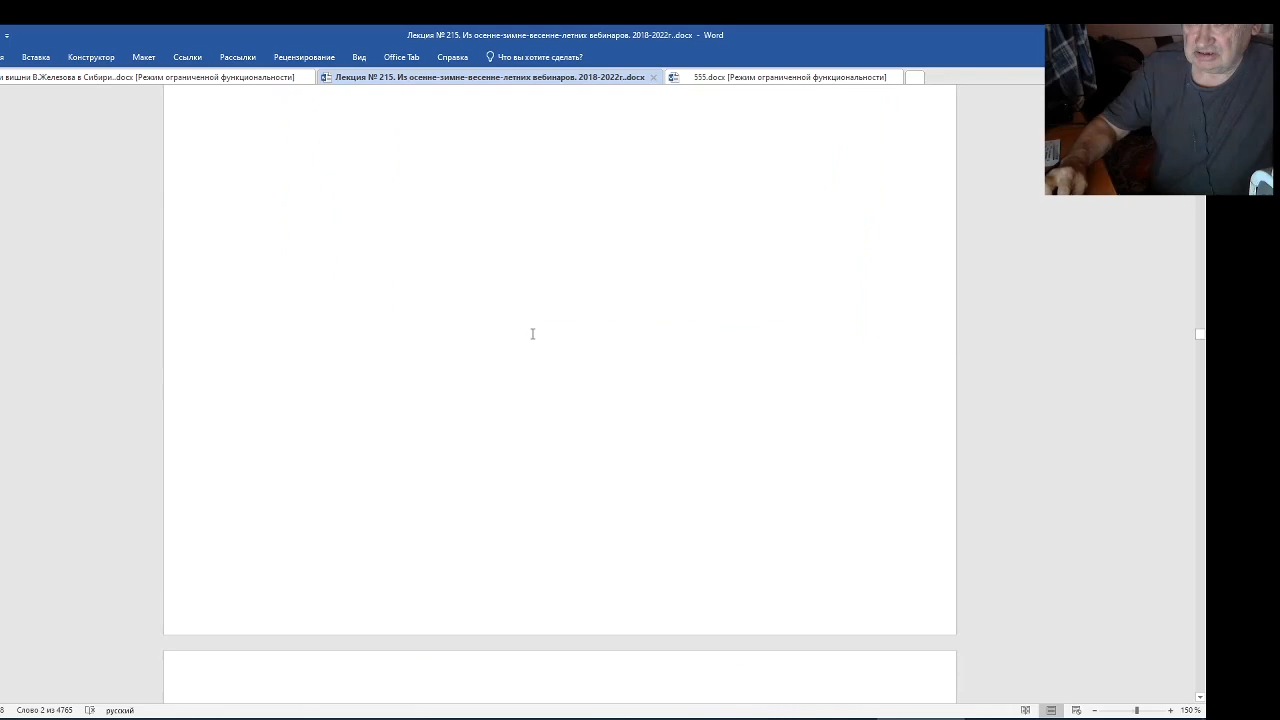 Лекция № 215. Из осенне-зимне-весенне-летних вебинаров. 2018-2022г..docx - Word
я Вставка Конструктор Макет Ссылки Рассылки Рецензирование Вид Office Tab Справка Что вы хотите сделать?
и вишни В.Железова в Сибири..docx [Режим ограниченной функциональности] Лекция № 215. Из осенне-зимне-весенне-летних вебинаров. 2018-2022г..docx 555.docx [Режим ограниченной функциональности]
8 Слово 2 из 4765 русский 150 %